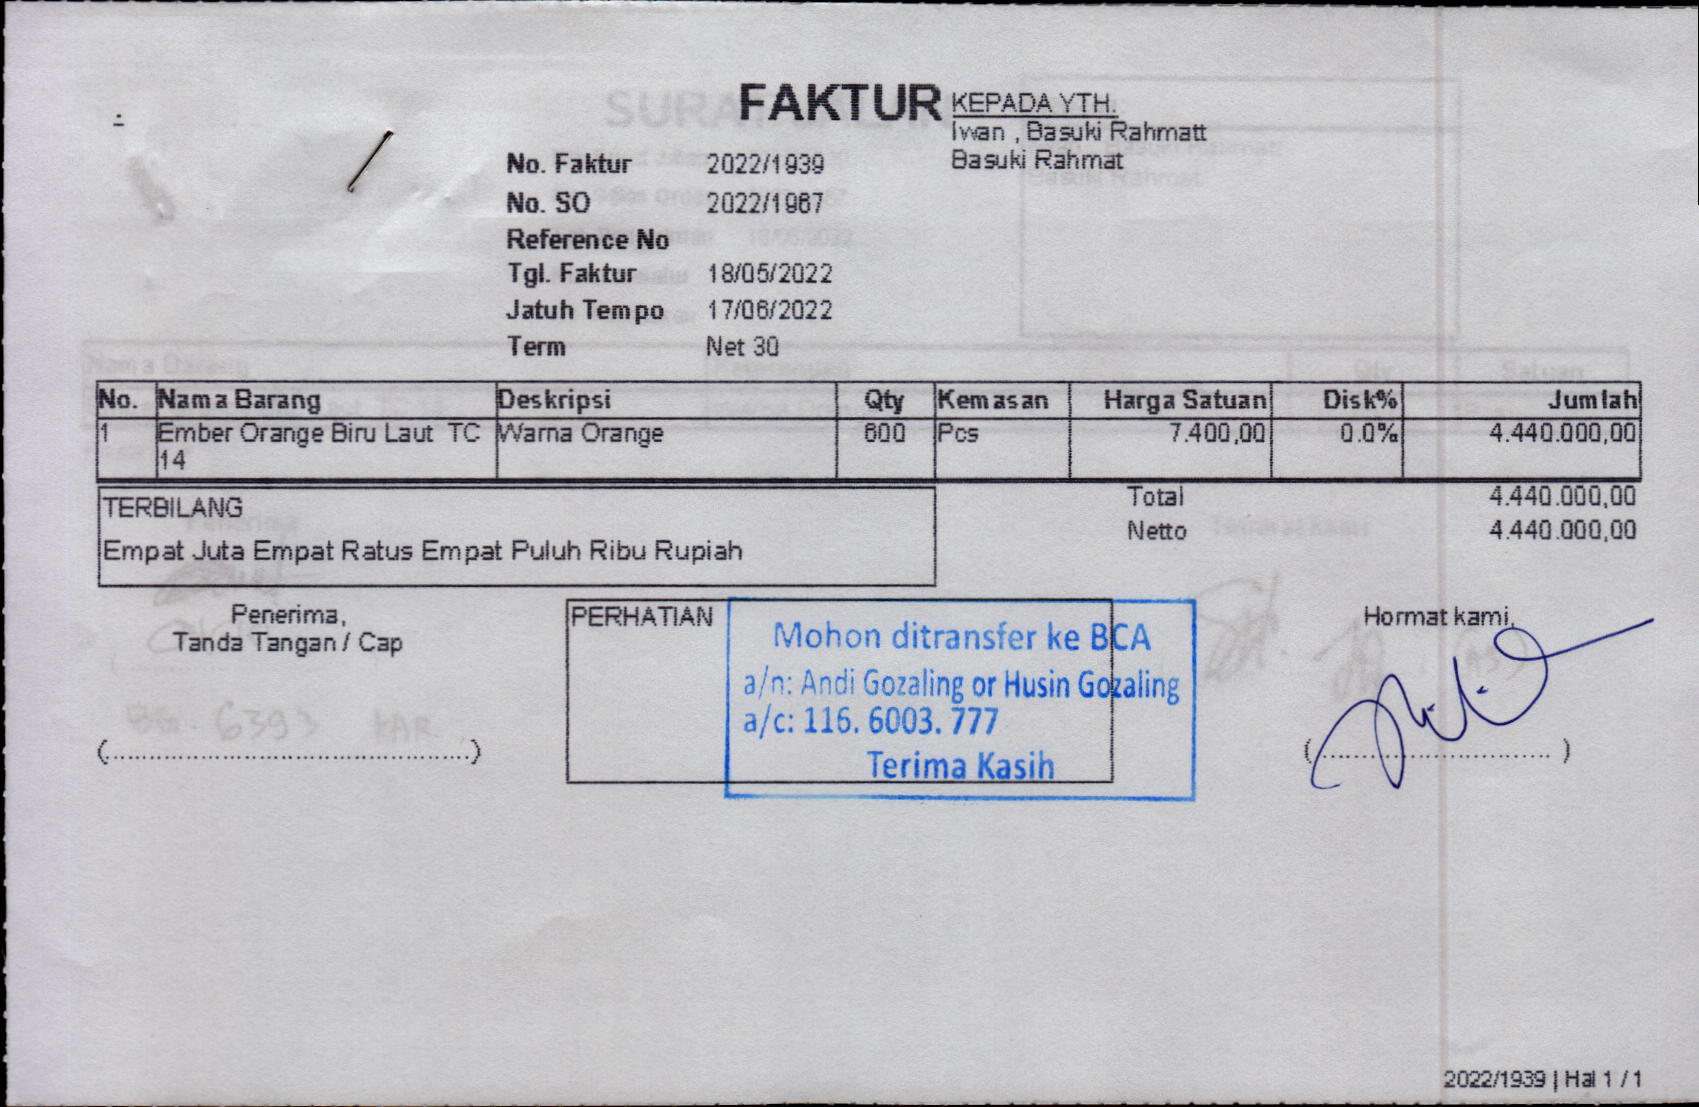 FAKTUR
KEPADA YTH.
Iwan , Basuki Rahmatt
Basuki Rahmat
No. Faktur 2022/1939
No. SO 2022/1967
Reference No
Tgl. Faktur 18/05/2022
Jatuh Tempo 17/06/2022
Term Net 30
No. Nama Barang Deskripsi Qty Kemasan Harga Satuan Disk% Jumlah
1 Ember Orange Biru Laut TC Warna Orange 600 Pcs 7.400,00 0.0% 4.440.000,00
14
TERBILANG
Empat Juta Empat Ratus Empat Puluh Ribu Rupiah
Total 4.440.000,00
Netto 4.440.000,00
Penerima,
Tanda Tangan / Cap
(..............................................)
PERHATIAN
Mohon ditransfer ke BCA
a/n: Andi Gozaling or Husin Gozaling
a/c: 116. 6003. 777
Terima Kasih
Hormat kami,
(............................. )
BG. 6393 KAR
2022/1939 | Hal 1 / 1